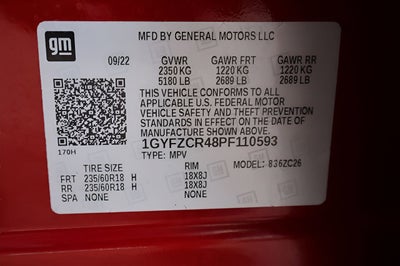 gm
MFD BY GENERAL MOTORS LLC
09/22 GVWR GAWR FRT GAWR RR
2350 KG 1220 KG 1220 KG
5180 LB 2689 LB 2689 LB
THIS VEHICLE CONFORMS TO ALL
APPLICABLE U.S. FEDERAL MOTOR
VEHICLE SAFETY AND THEFT
PREVENTION STANDARDS IN EFFECT ON
THE DATE OF MANUFACTURE SHOWN ABOVE.
1GYFZCR48PF110593
170H TYPE: MPV MODEL: 836ZC26
TIRE SIZE RIM
FRT 235/60R18 H 18X8J
RR 235/60R18 H 18X8J
SPA NONE NONE